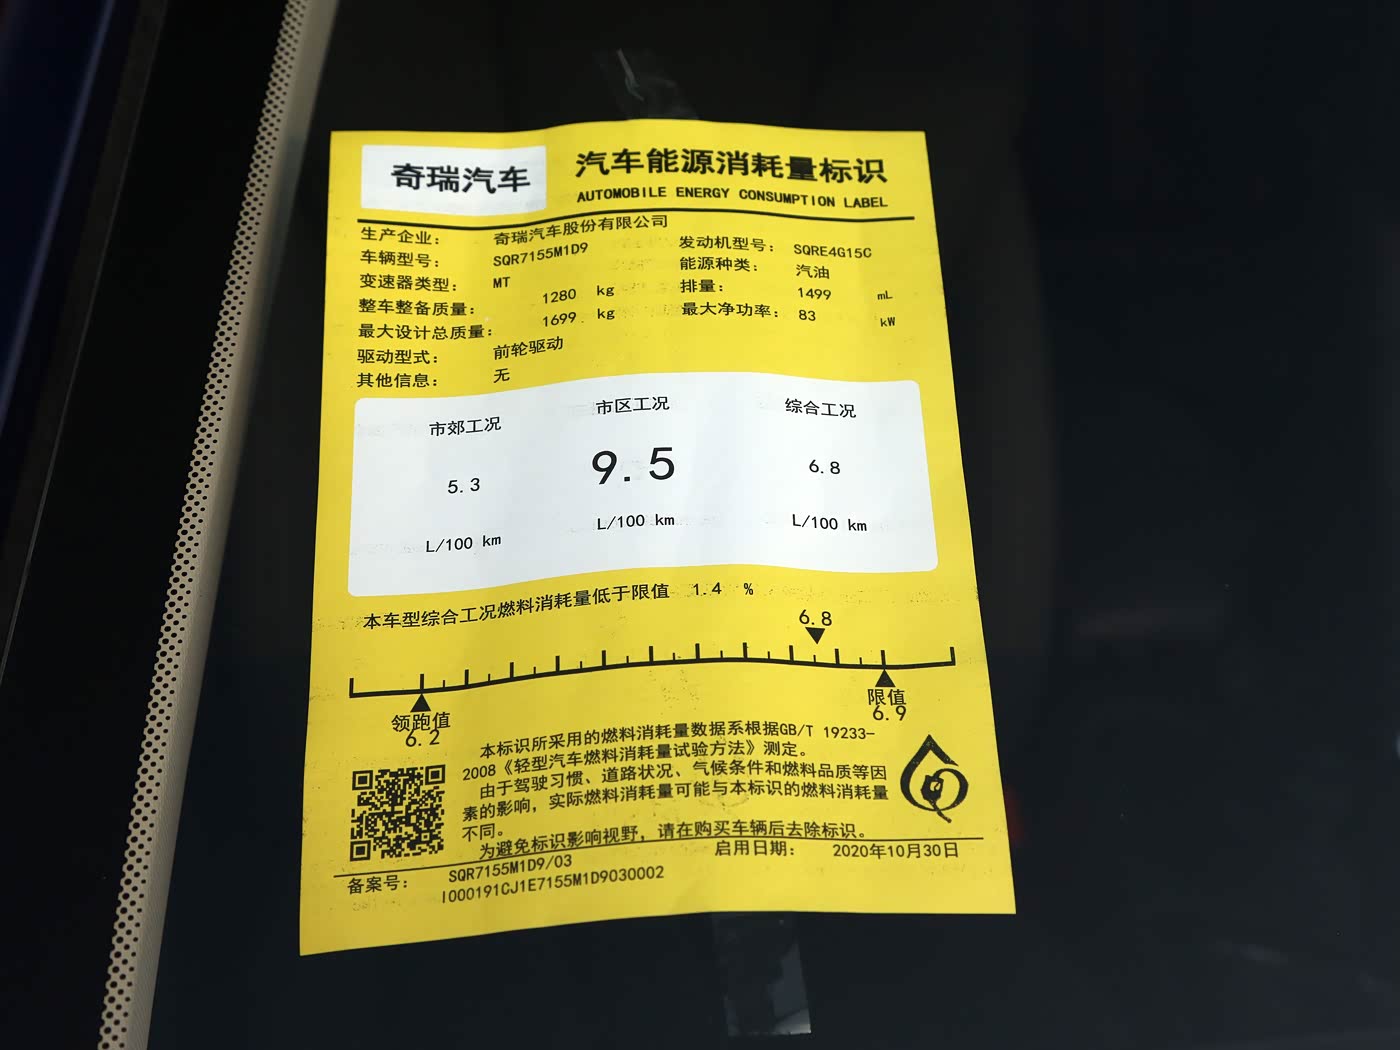 奇瑞汽车
汽车能源消耗量标识
AUTOMOBILE ENERGY CONSUMPTION LABEL
生产企业: 奇瑞汽车股份有限公司
车辆型号: SQR7155M1D9 发动机型号: SQRE4G15C
变速器类型: MT 能源种类: 汽油
整车整备质量: 1280 kg 排量: 1499 mL
最大设计总质量: 1699 kg 最大净功率: 83 kW
驱动型式: 前轮驱动
其他信息: 无
市郊工况 市区工况 综合工况
5.3 9.5 6.8
L/100 km L/100 km L/100 km
本车型综合工况燃料消耗量低于限值 1.4 %
6.8
领跑值 限值
6.2 6.9
本标识所采用的燃料消耗量数据系根据GB/T 19233-
2008《轻型汽车燃料消耗量试验方法》测定。
由于驾驶习惯、道路状况、气候条件和燃料品质等因
素的影响，实际燃料消耗量可能与本标识的燃料消耗量
不同。
为避免标识影响视野，请在购买车辆后去除标识。
备案号: SQR7155M1D9/03 启用日期: 2020年10月30日
I000191CJ1E7155M1D9030002